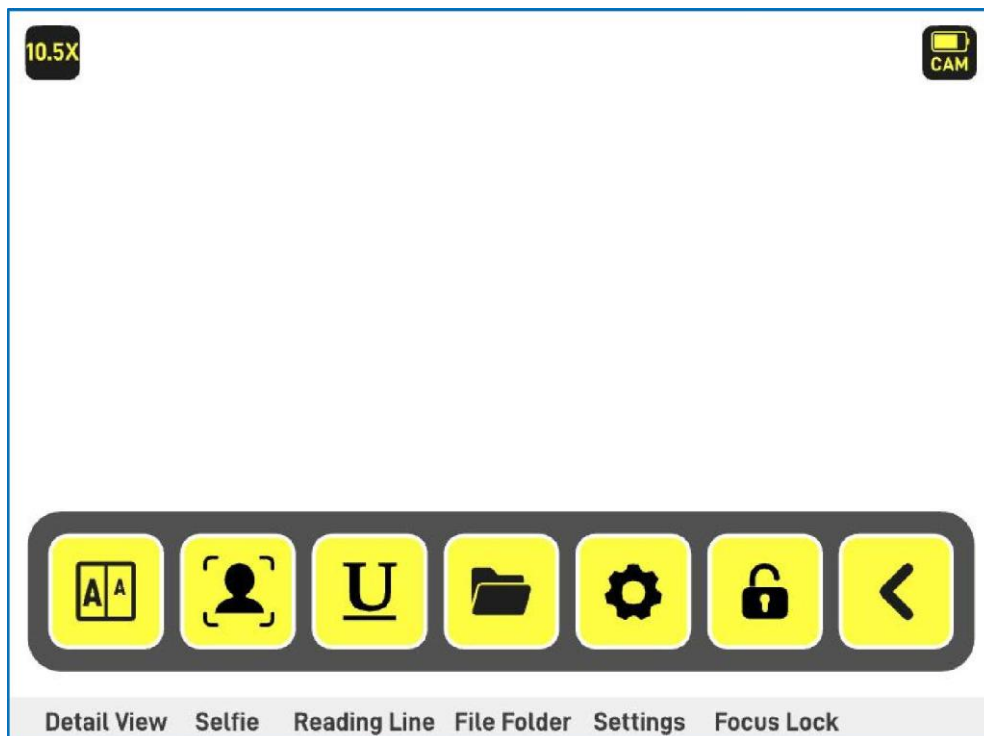 10.5X
CAM
A A
U
Detail View Selfie Reading Line File Folder Settings Focus Lock